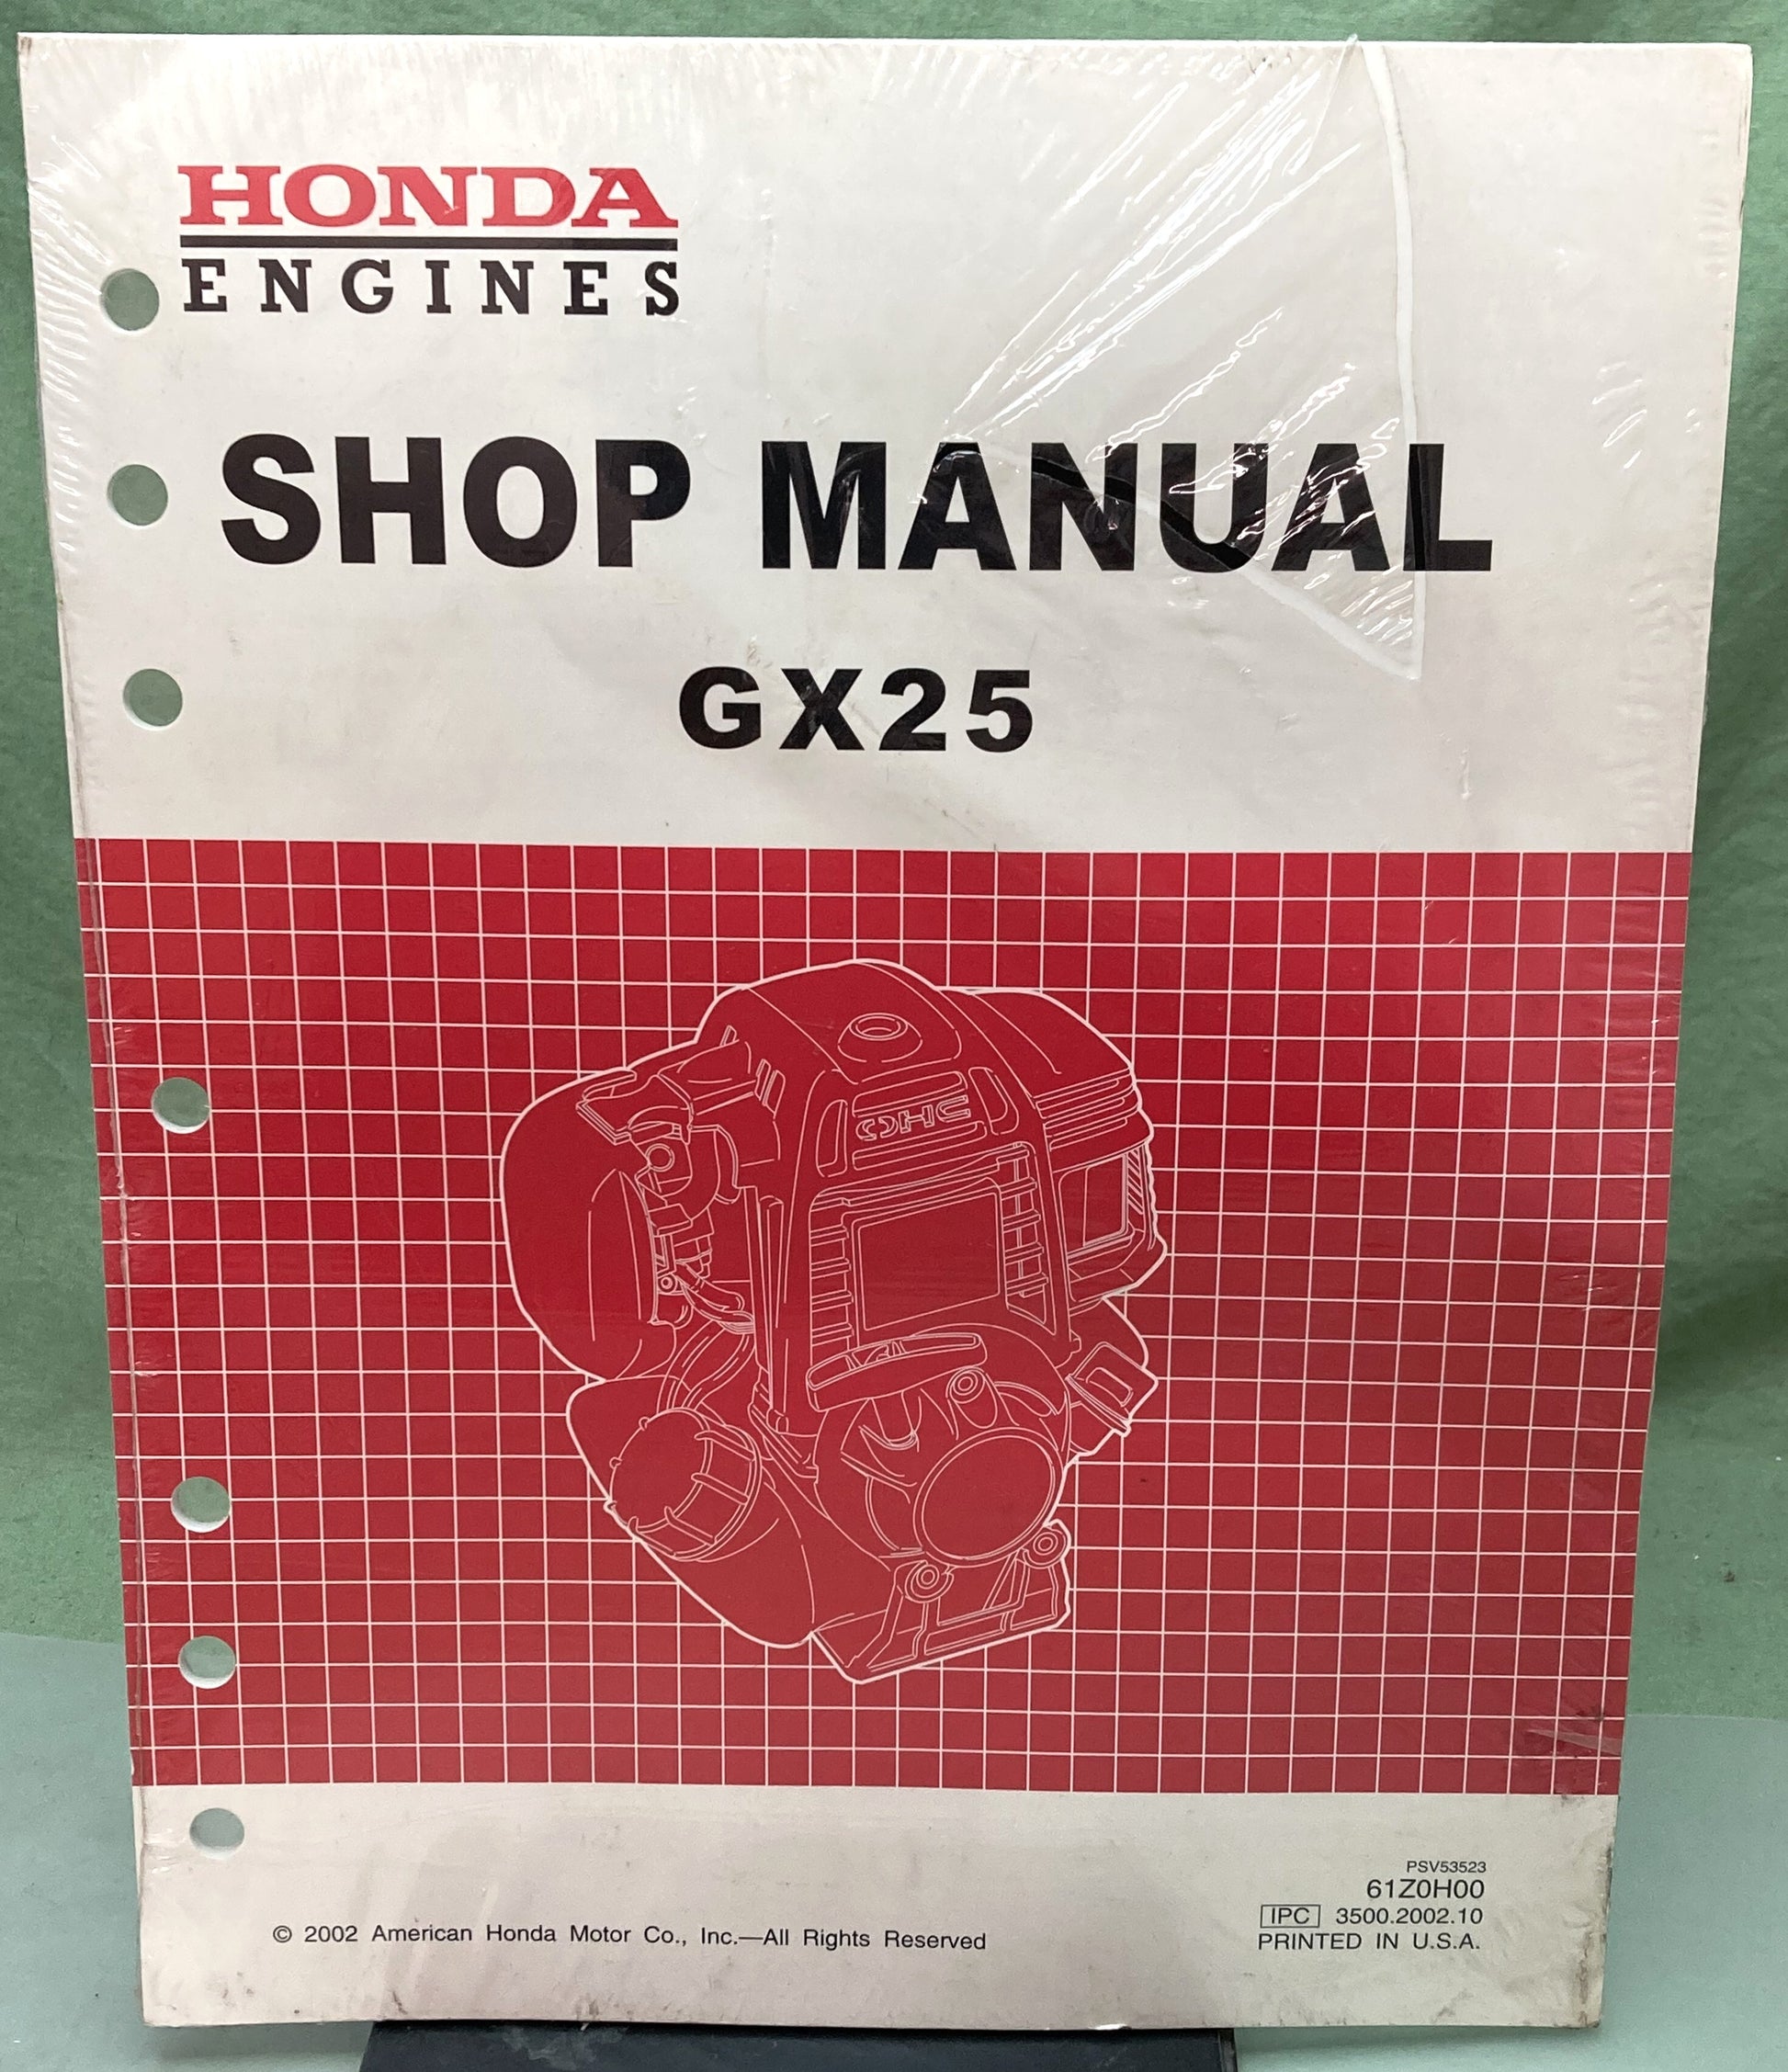 HONDA
ENGINES
SHOP MANUAL
GX25
OHC
PSV53523
61Z0H00
IPC 3500.2002.10
© 2002 American Honda Motor Co., Inc.—All Rights Reserved
PRINTED IN U.S.A.